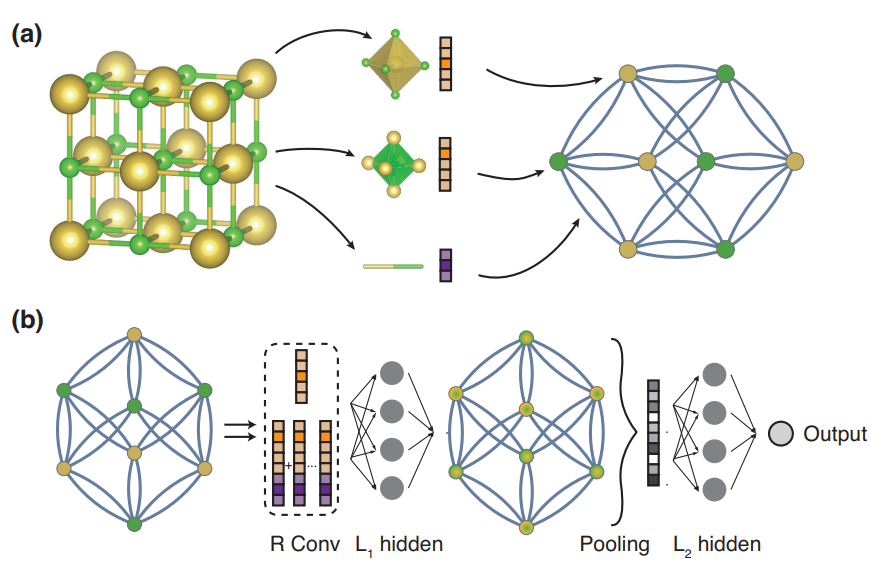 (a)
(b)
+
...
R Conv
L₁ hidden
Pooling
L₂ hidden
Output